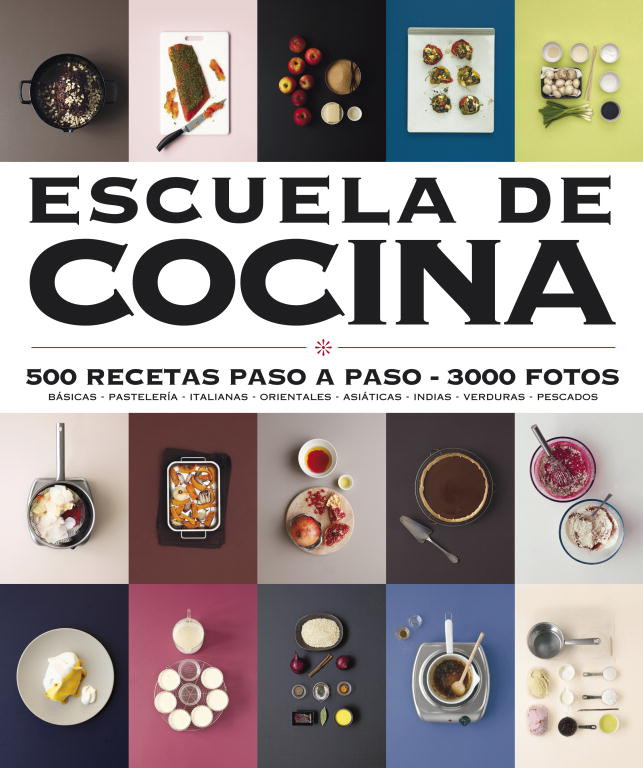 ESCUELA DE
COCINA
500 RECETAS PASO A PASO - 3000 FOTOS
BÁSICAS - PASTELERÍA - ITALIANAS - ORIENTALES - ASIÁTICAS - INDIAS - VERDURAS - PESCADOS